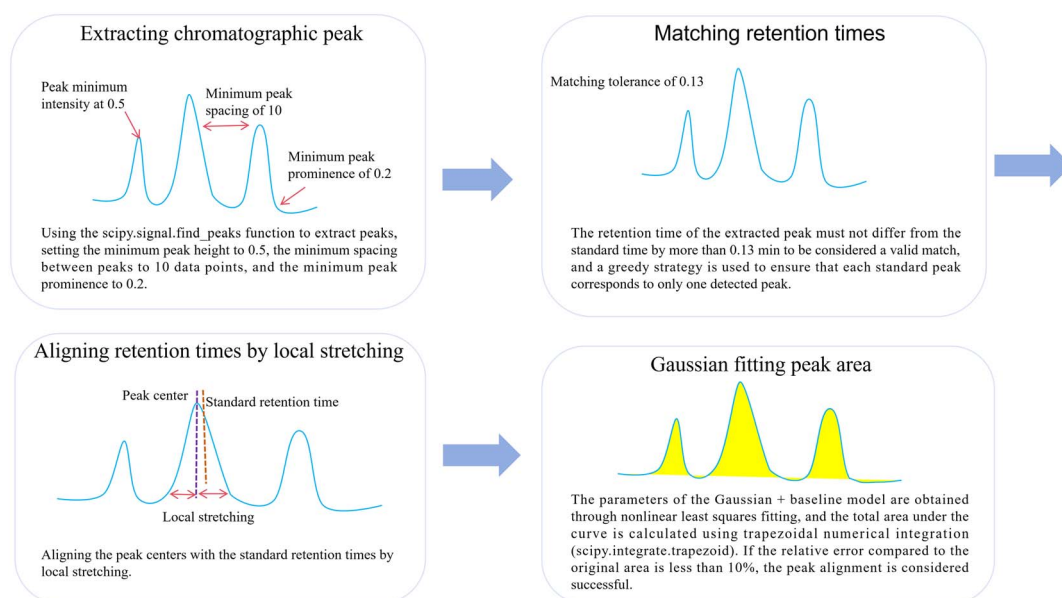 Extracting chromatographic peak
Peak minimum
intensity at 0.5
Minimum peak
spacing of 10
Minimum peak
prominence of 0.2
Using the scipy.signal.find_peaks function to extract peaks,
setting the minimum peak height to 0.5, the minimum spacing
between peaks to 10 data points, and the minimum peak
prominence to 0.2.
Matching retention times
Matching tolerance of 0.13
The retention time of the extracted peak must not differ from the
standard time by more than 0.13 min to be considered a valid match,
and a greedy strategy is used to ensure that each standard peak
corresponds to only one detected peak.
Aligning retention times by local stretching
Peak center
Standard retention time
Local stretching
Aligning the peak centers with the standard retention times by
local stretching.
Gaussian fitting peak area
The parameters of the Gaussian + baseline model are obtained
through nonlinear least squares fitting, and the total area under the
curve is calculated using trapezoidal numerical integration
(scipy.integrate.trapezoid). If the relative error compared to the
original area is less than 10%, the peak alignment is considered
successful.